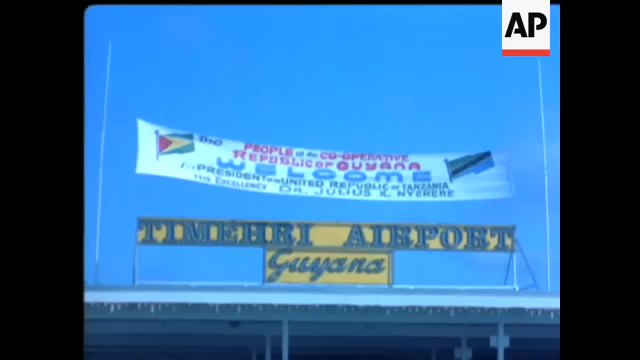 AP
The PEOPLE of the CO-OPERATIVE
REPUBLIC OF GUYANA
WELCOME
PRESIDENT of the UNITED REPUBLIC OF TANZANIA
HIS EXCELLENCY DR. JULIUS K. NYERERE
TIMEHRI AIRPORT
Guyana